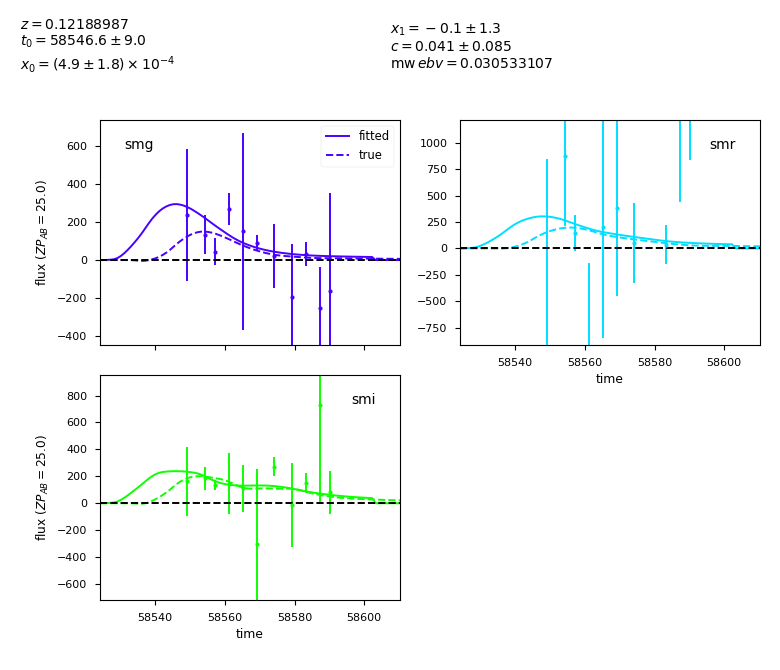 z = 0.12188987
t₀ = 58546.6 ± 9.0
x₀ = (4.9 ± 1.8) × 10⁻⁴
x₁ = −0.1 ± 1.3
c = 0.041 ± 0.085
mw ebv = 0.030533107
smg
fitted
true
600
400
200
0
−200
−400
flux (ZP_AB = 25.0)
smr
1000
750
500
250
0
−250
−500
−750
58540 58560 58580 58600
time
smi
800
600
400
200
0
−200
−400
−600
flux (ZP_AB = 25.0)
58540 58560 58580 58600
time